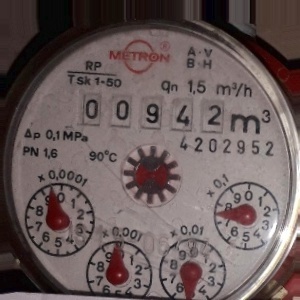 METRON
A-V
B-H
RP
Tsk 1-50
qn 1,5 m³/h
00942 m³
Δp 0,1 MPa
PN 1,6
90°C
4202952
x 0,0001
x 0,1
x 0,001
x 0,01